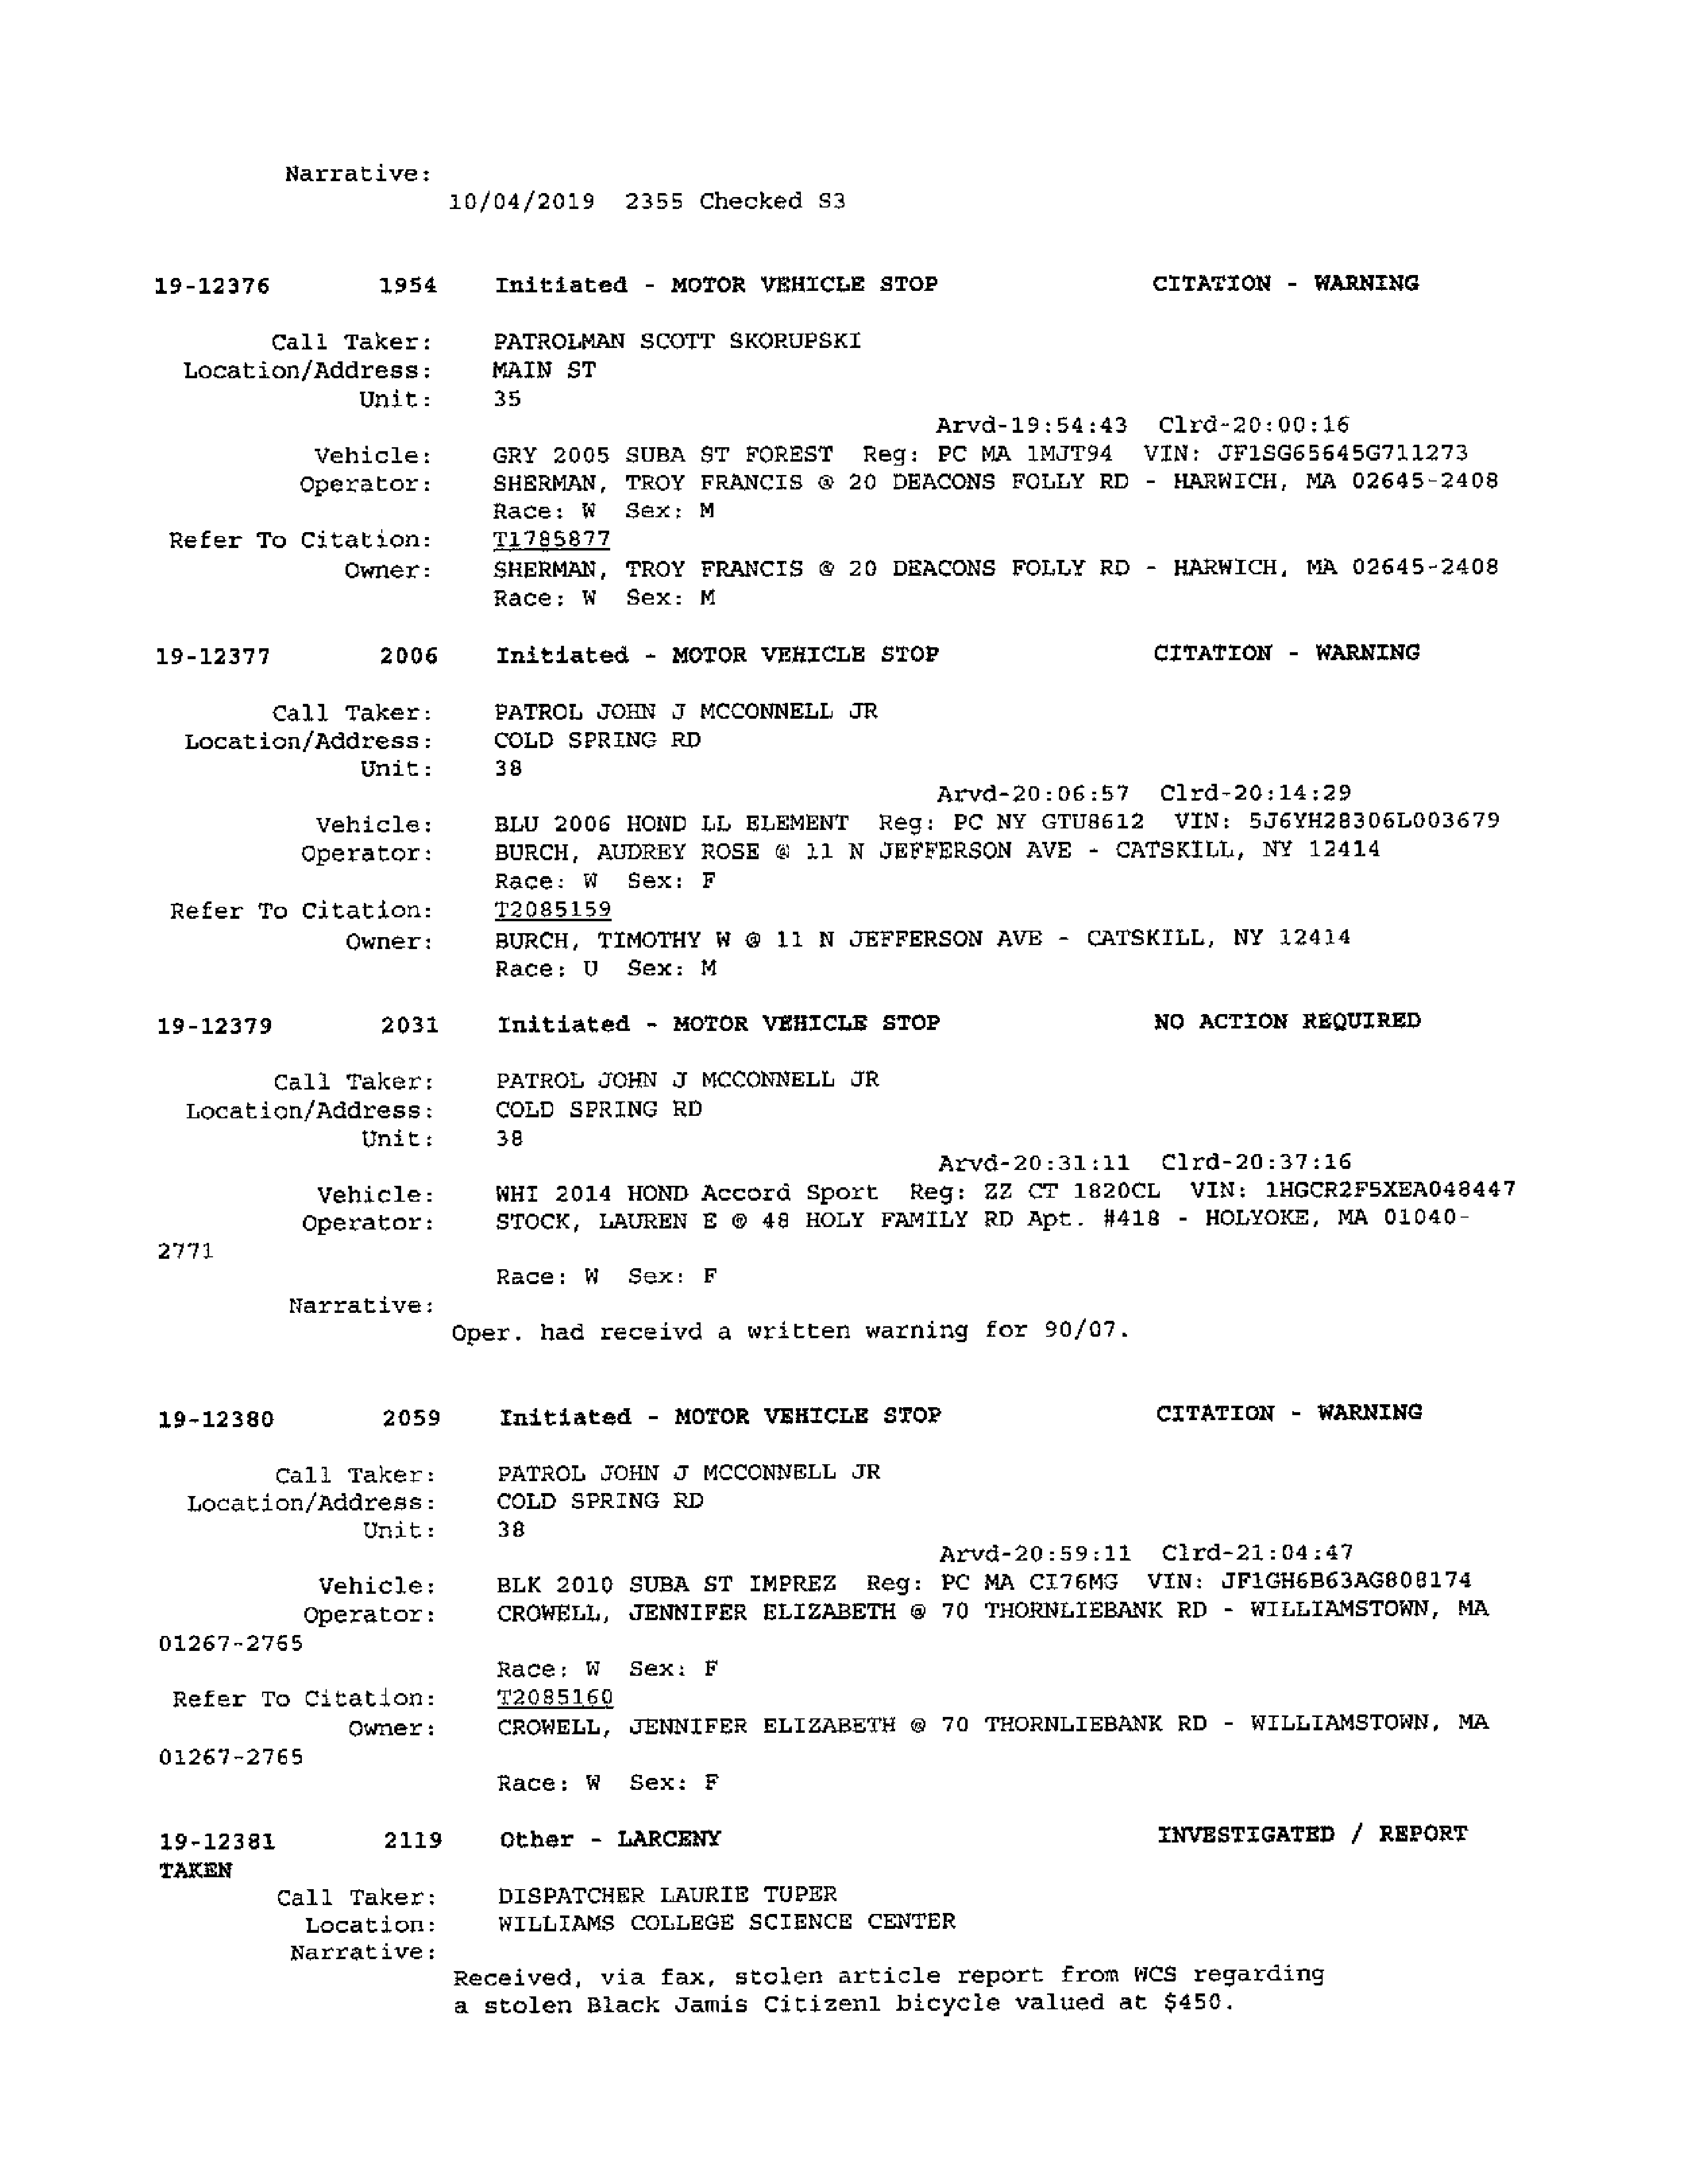 Narrative:
10/04/2019  2355 Checked S3
19-12376  1954  Initiated - MOTOR VEHICLE STOP  CITATION - WARNING
Call Taker:  PATROLMAN SCOTT SKORUPSKI
Location/Address:  MAIN ST
Unit:  35
Arvd-19:54:43  Clrd-20:00:16
Vehicle:  GRY 2005 SUBA ST FOREST  Reg: PC MA 1MJT94  VIN: JF1SG65645G711273
Operator:  SHERMAN, TROY FRANCIS @ 20 DEACONS FOLLY RD - HARWICH, MA 02645-2408
Race: W  Sex: M
Refer To Citation:  T1785877
Owner:  SHERMAN, TROY FRANCIS @ 20 DEACONS FOLLY RD - HARWICH, MA 02645-2408
Race: W  Sex: M
19-12377  2006  Initiated - MOTOR VEHICLE STOP  CITATION - WARNING
Call Taker:  PATROL JOHN J MCCONNELL JR
Location/Address:  COLD SPRING RD
Unit:  38
Arvd-20:06:57  Clrd-20:14:29
Vehicle:  BLU 2006 HOND LL ELEMENT  Reg: PC NY GTU8612  VIN: 5J6YH28306L003679
Operator:  BURCH, AUDREY ROSE @ 11 N JEFFERSON AVE - CATSKILL, NY 12414
Race: W  Sex: F
Refer To Citation:  T2085159
Owner:  BURCH, TIMOTHY W @ 11 N JEFFERSON AVE - CATSKILL, NY 12414
Race: U  Sex: M
19-12379  2031  Initiated - MOTOR VEHICLE STOP  NO ACTION REQUIRED
Call Taker:  PATROL JOHN J MCCONNELL JR
Location/Address:  COLD SPRING RD
Unit:  38
Arvd-20:31:11  Clrd-20:37:16
Vehicle:  WHI 2014 HOND Accord Sport  Reg: ZZ CT 1820CL  VIN: 1HGCR2F5XEA048447
Operator:  STOCK, LAUREN E @ 48 HOLY FAMILY RD Apt. #418 - HOLYOKE, MA 01040-
2771
Race: W  Sex: F
Narrative:
Oper. had receivd a written warning for 90/07.
19-12380  2059  Initiated - MOTOR VEHICLE STOP  CITATION - WARNING
Call Taker:  PATROL JOHN J MCCONNELL JR
Location/Address:  COLD SPRING RD
Unit:  38
Arvd-20:59:11  Clrd-21:04:47
Vehicle:  BLK 2010 SUBA ST IMPREZ  Reg: PC MA CI76MG  VIN: JF1GH6B63AG808174
Operator:  CROWELL, JENNIFER ELIZABETH @ 70 THORNLIEBANK RD - WILLIAMSTOWN, MA
01267-2765
Race: W  Sex: F
Refer To Citation:  T2085160
Owner:  CROWELL, JENNIFER ELIZABETH @ 70 THORNLIEBANK RD - WILLIAMSTOWN, MA
01267-2765
Race: W  Sex: F
19-12381  2119  Other - LARCENY  INVESTIGATED / REPORT
TAKEN
Call Taker:  DISPATCHER LAURIE TUPER
Location:  WILLIAMS COLLEGE SCIENCE CENTER
Narrative:
Received, via fax, stolen article report from WCS regarding
a stolen Black Jamis Citizen1 bicycle valued at $450.